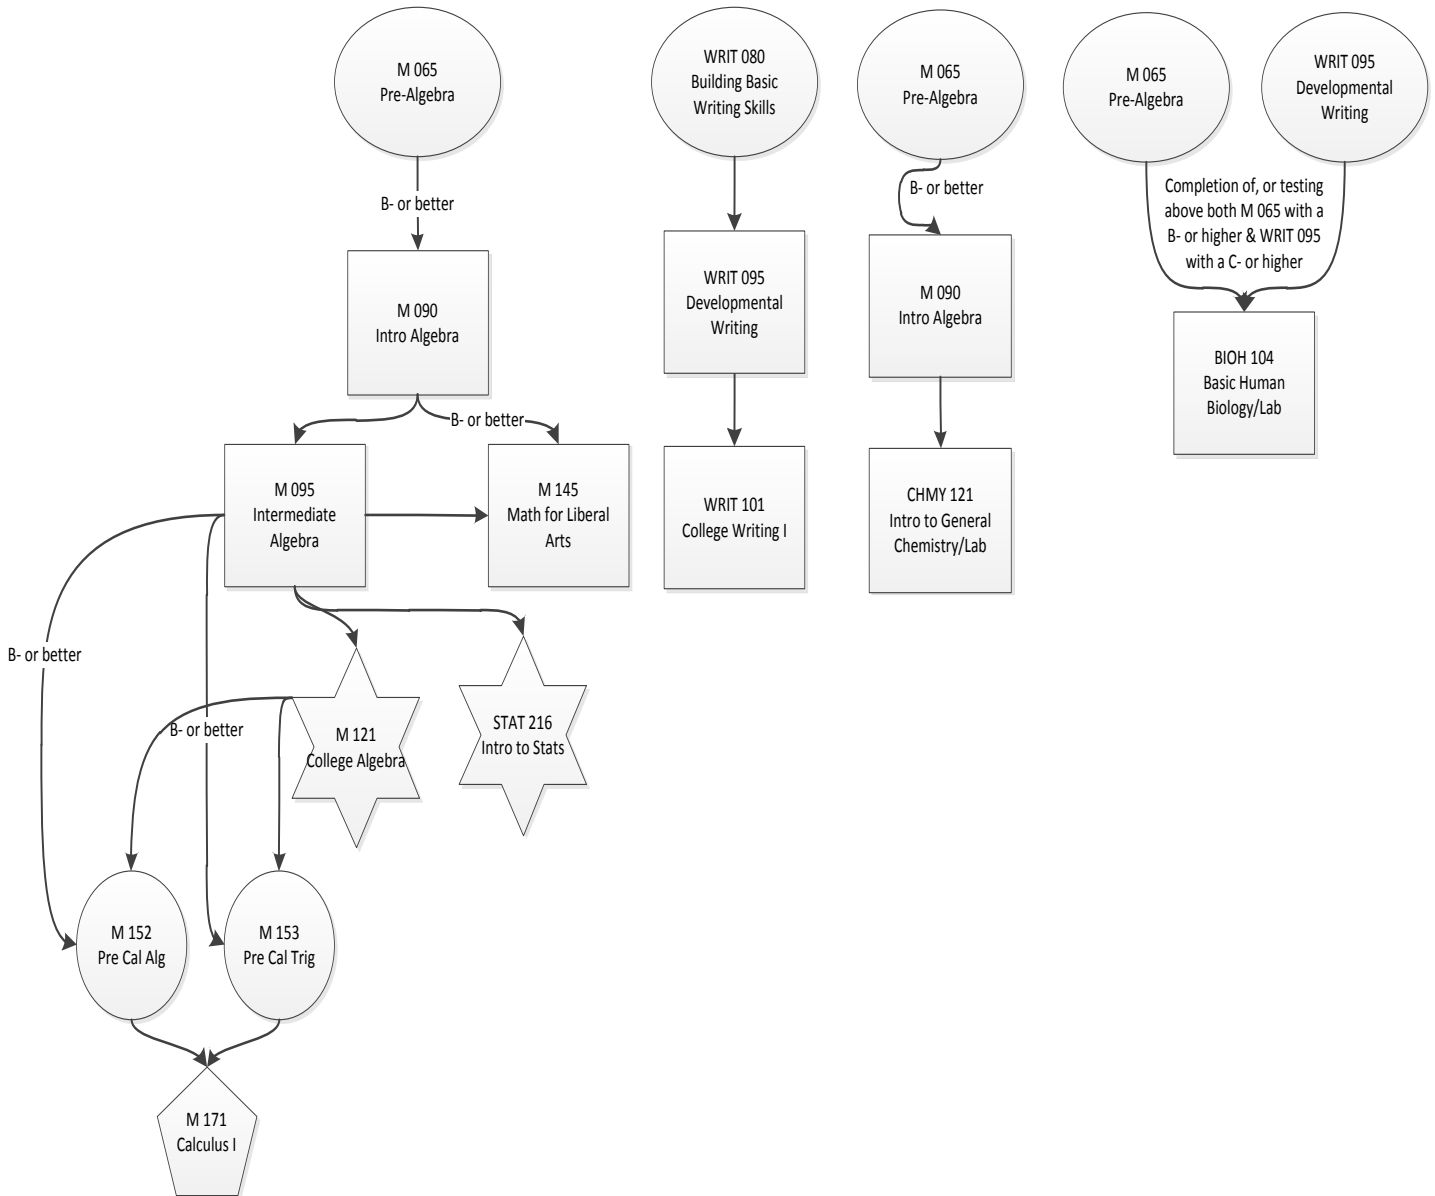 M 065
Pre-Algebra
B- or better
M 090
Intro Algebra
B- or better
M 095
Intermediate
Algebra
M 145
Math for Liberal
Arts
B- or better
B- or better
M 121
College Algebra
STAT 216
Intro to Stats
M 152
Pre Cal Alg
M 153
Pre Cal Trig
M 171
Calculus I
WRIT 080
Building Basic
Writing Skills
WRIT 095
Developmental
Writing
WRIT 101
College Writing I
M 065
Pre-Algebra
B- or better
M 090
Intro Algebra
CHMY 121
Intro to General
Chemistry/Lab
M 065
Pre-Algebra
WRIT 095
Developmental
Writing
Completion of, or testing
above both M 065 with a
B- or higher & WRIT 095
with a C- or higher
BIOH 104
Basic Human
Biology/Lab